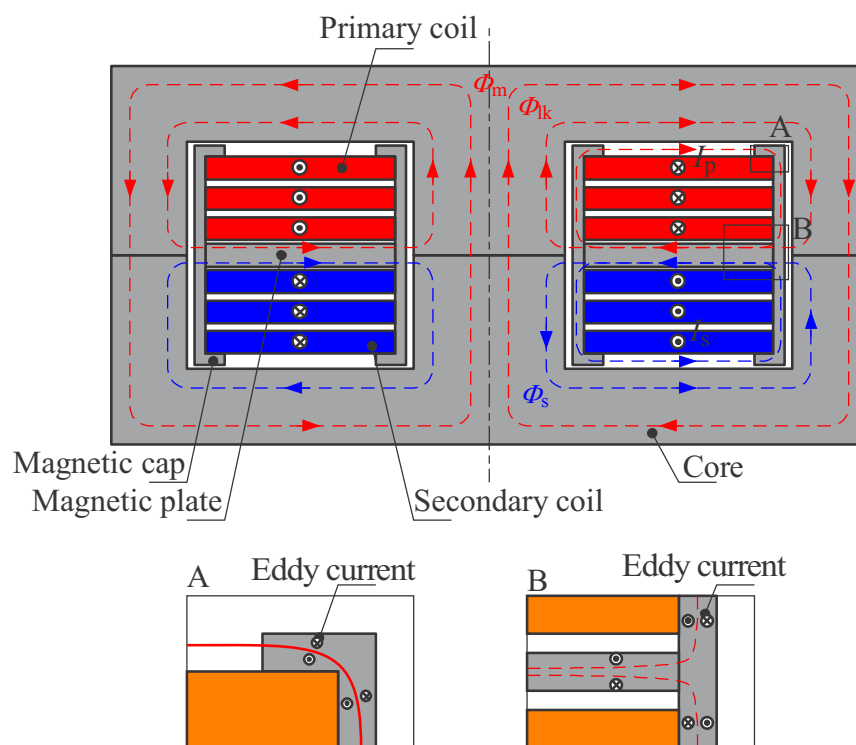 Primary coil
Φm
Φlk
A
Ip
B
Is
Φs
Magnetic cap
Core
Magnetic plate
Secondary coil
A
Eddy current
B
Eddy current